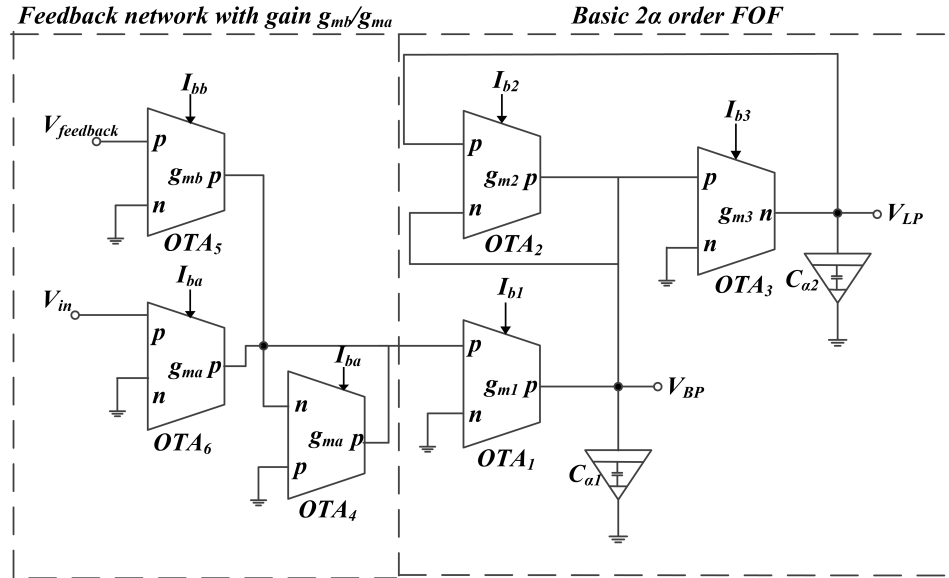 Feedback network with gain gmb/gma
Basic 2α order FOF
Ibb
Vfeedback
p
gmb p
n
OTA5
Iba
Vin
p
gma p
n
OTA6
Iba
n
gma p
p
OTA4
Ib2
p
gm2 p
n
OTA2
Ib1
p
gm1 p
n
OTA1
VBP
Cα1
Ib3
p
gm3 n
n
OTA3
VLP
Cα2